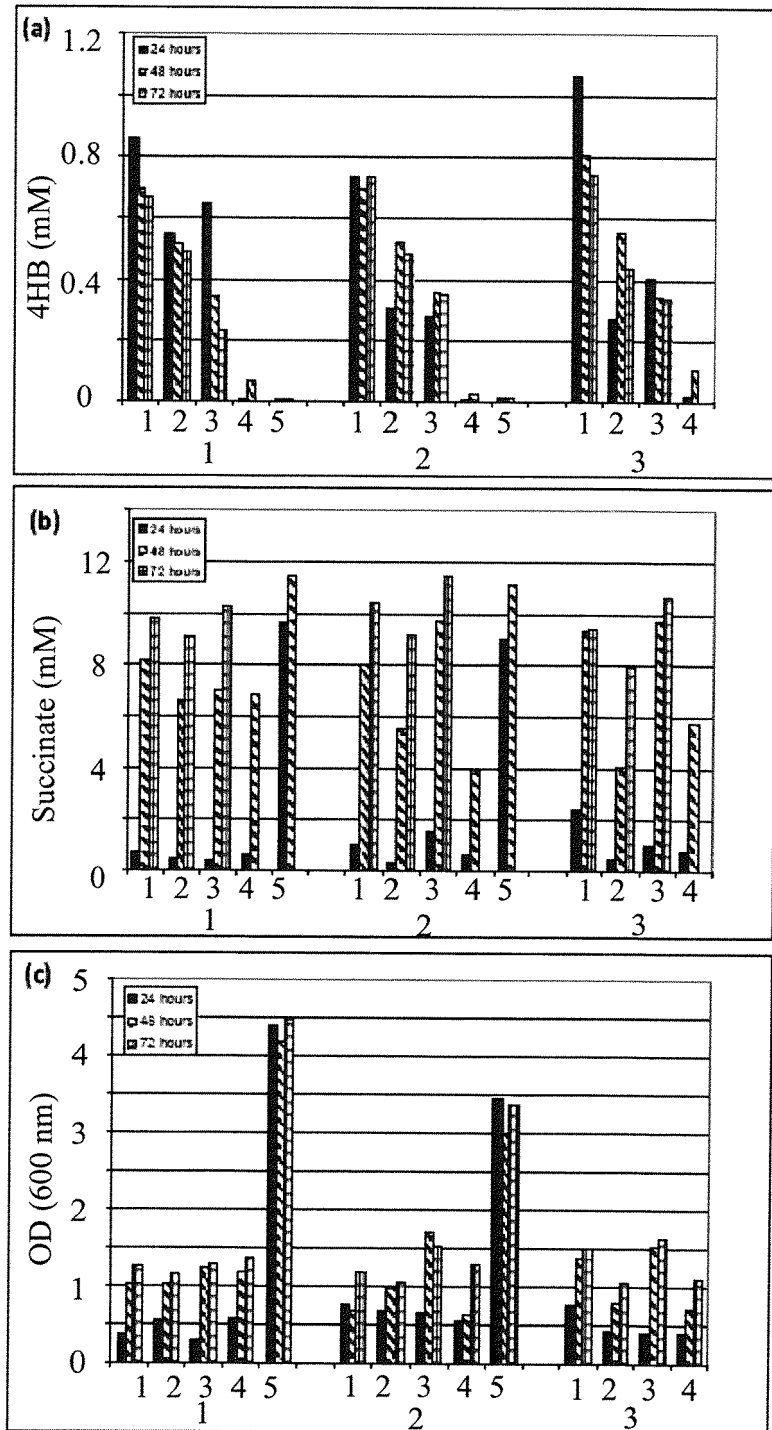 (a)
1.2
24 hours
48 hours
72 hours
0.8
4HB (mM)
0.4
0
1 2 3 4 5 1 2 3 4 5 1 2 3 4
1 2 3
(b)
24 hours
48 hours
72 hours
12
8
Succinate (mM)
4
0
1 2 3 4 5 1 2 3 4 5 1 2 3 4
1 2 3
(c)
5
24 hours
48 hours
72 hours
4
3
OD (600 nm)
2
1
0
1 2 3 4 5 1 2 3 4 5 1 2 3 4
1 2 3